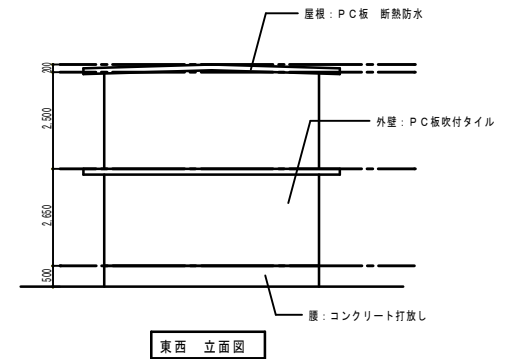 屋根：PC板　断熱防水
200
2,500
外壁：PC板吹付タイル
2,650
500
腰：コンクリート打放し
東西　立面図